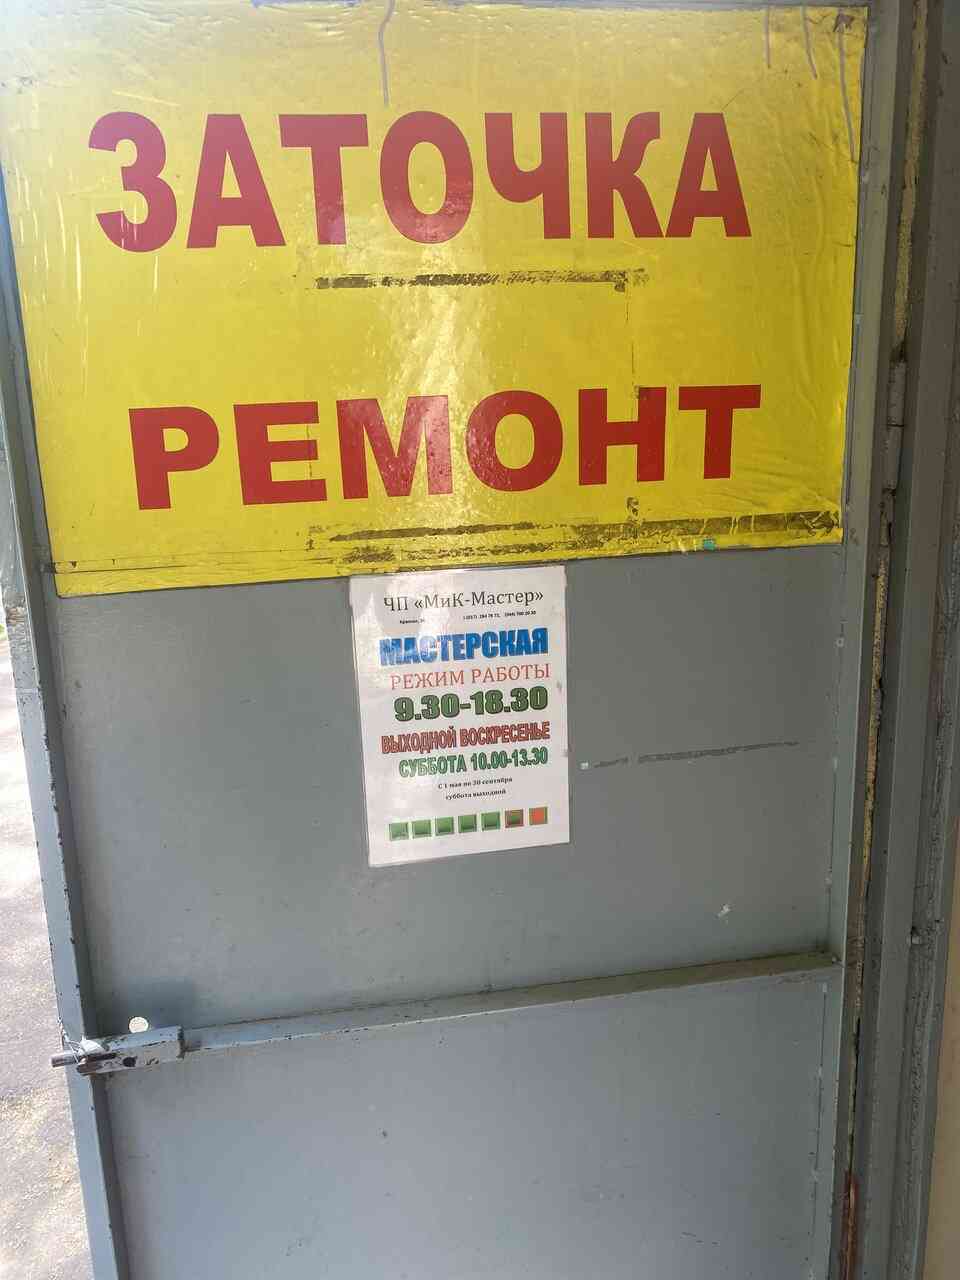 ЗАТОЧКА
РЕМОНТ
ЧП «МиК-Мастер»
МАСТЕРСКАЯ
РЕЖИМ РАБОТЫ
9.30-18.30
ВЫХОДНОЙ ВОСКРЕСЕНЬЕ
СУББОТА 10.00-13.30
С 1 мая по 30 сентября
суббота выходной